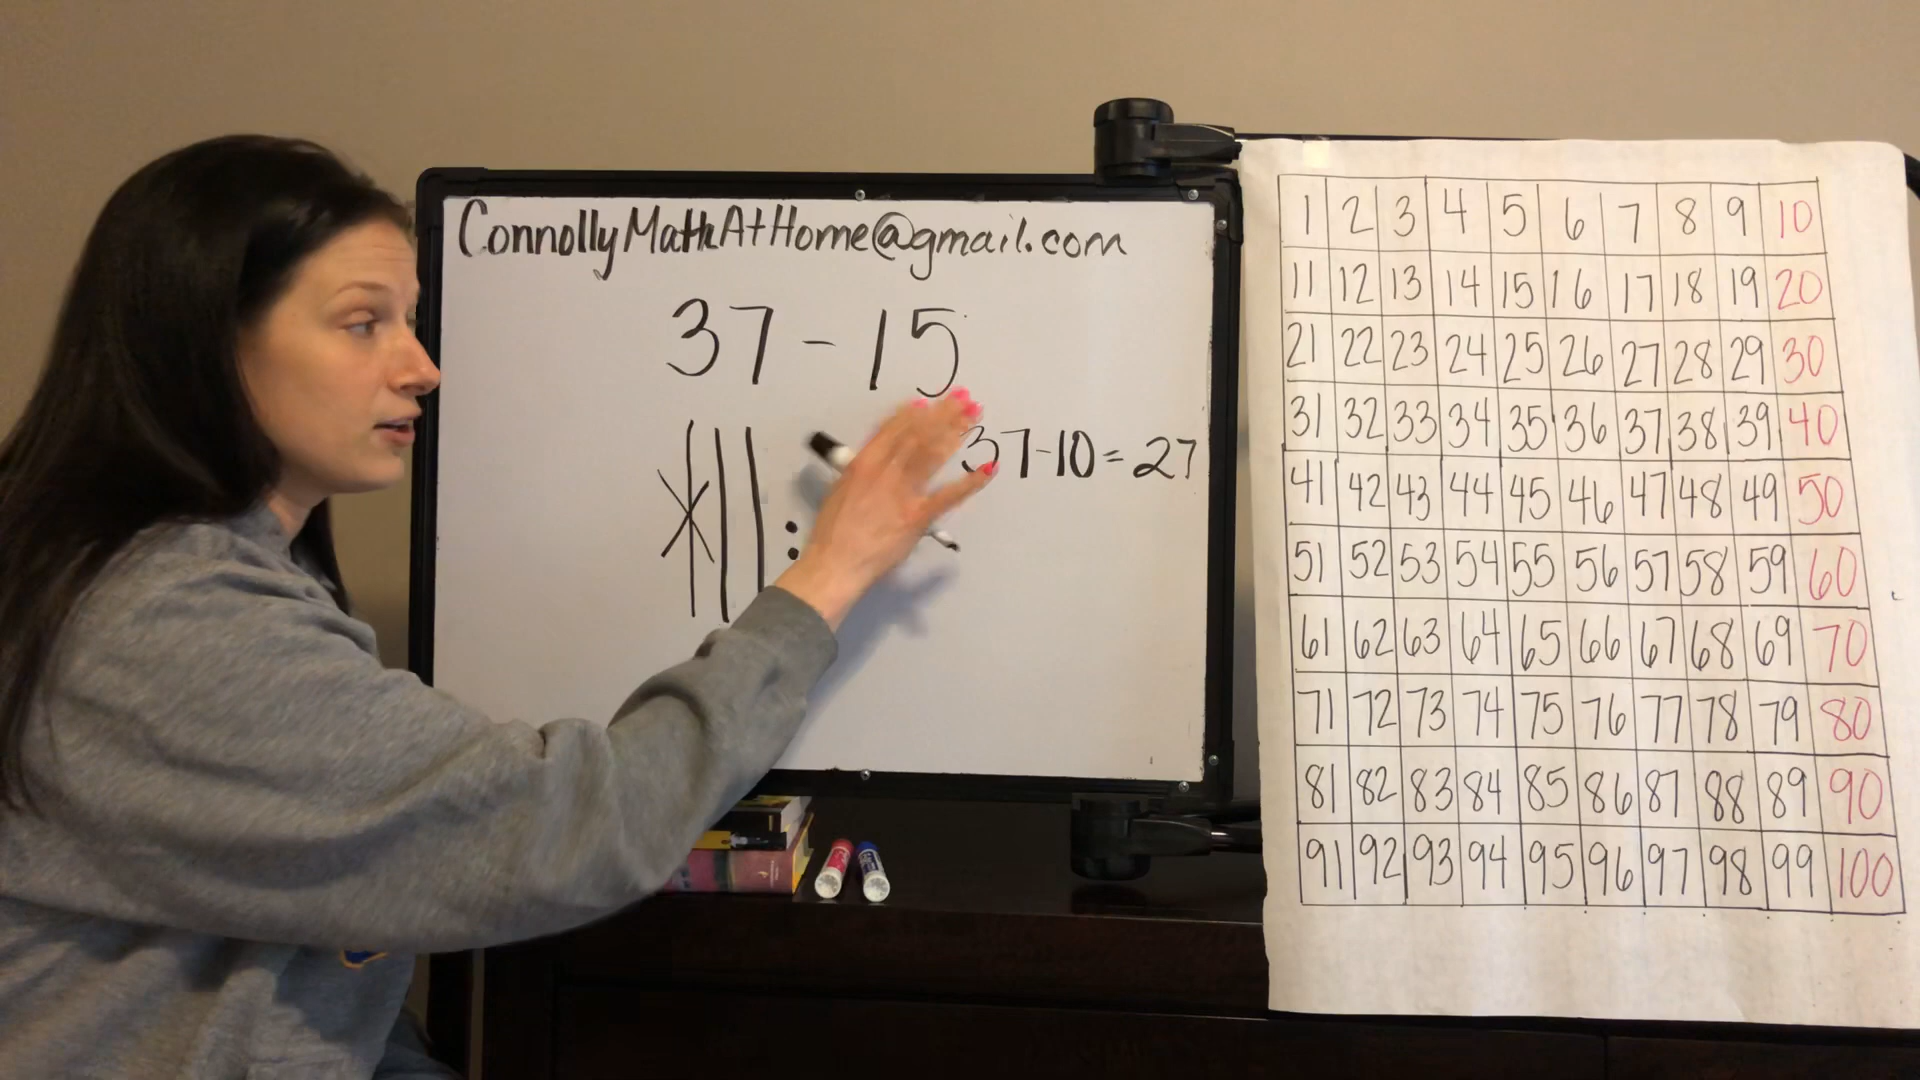 ConnollyMathAtHome@gmail.com
37 - 15
37-10=27
1 2 3 4 5 6 7 8 9 10
11 12 13 14 15 16 17 18 19 20
21 22 23 24 25 26 27 28 29 30
31 32 33 34 35 36 37 38 39 40
41 42 43 44 45 46 47 48 49 50
51 52 53 54 55 56 57 58 59 60
61 62 63 64 65 66 67 68 69 70
71 72 73 74 75 76 77 78 79 80
81 82 83 84 85 86 87 88 89 90
91 92 93 94 95 96 97 98 99 100